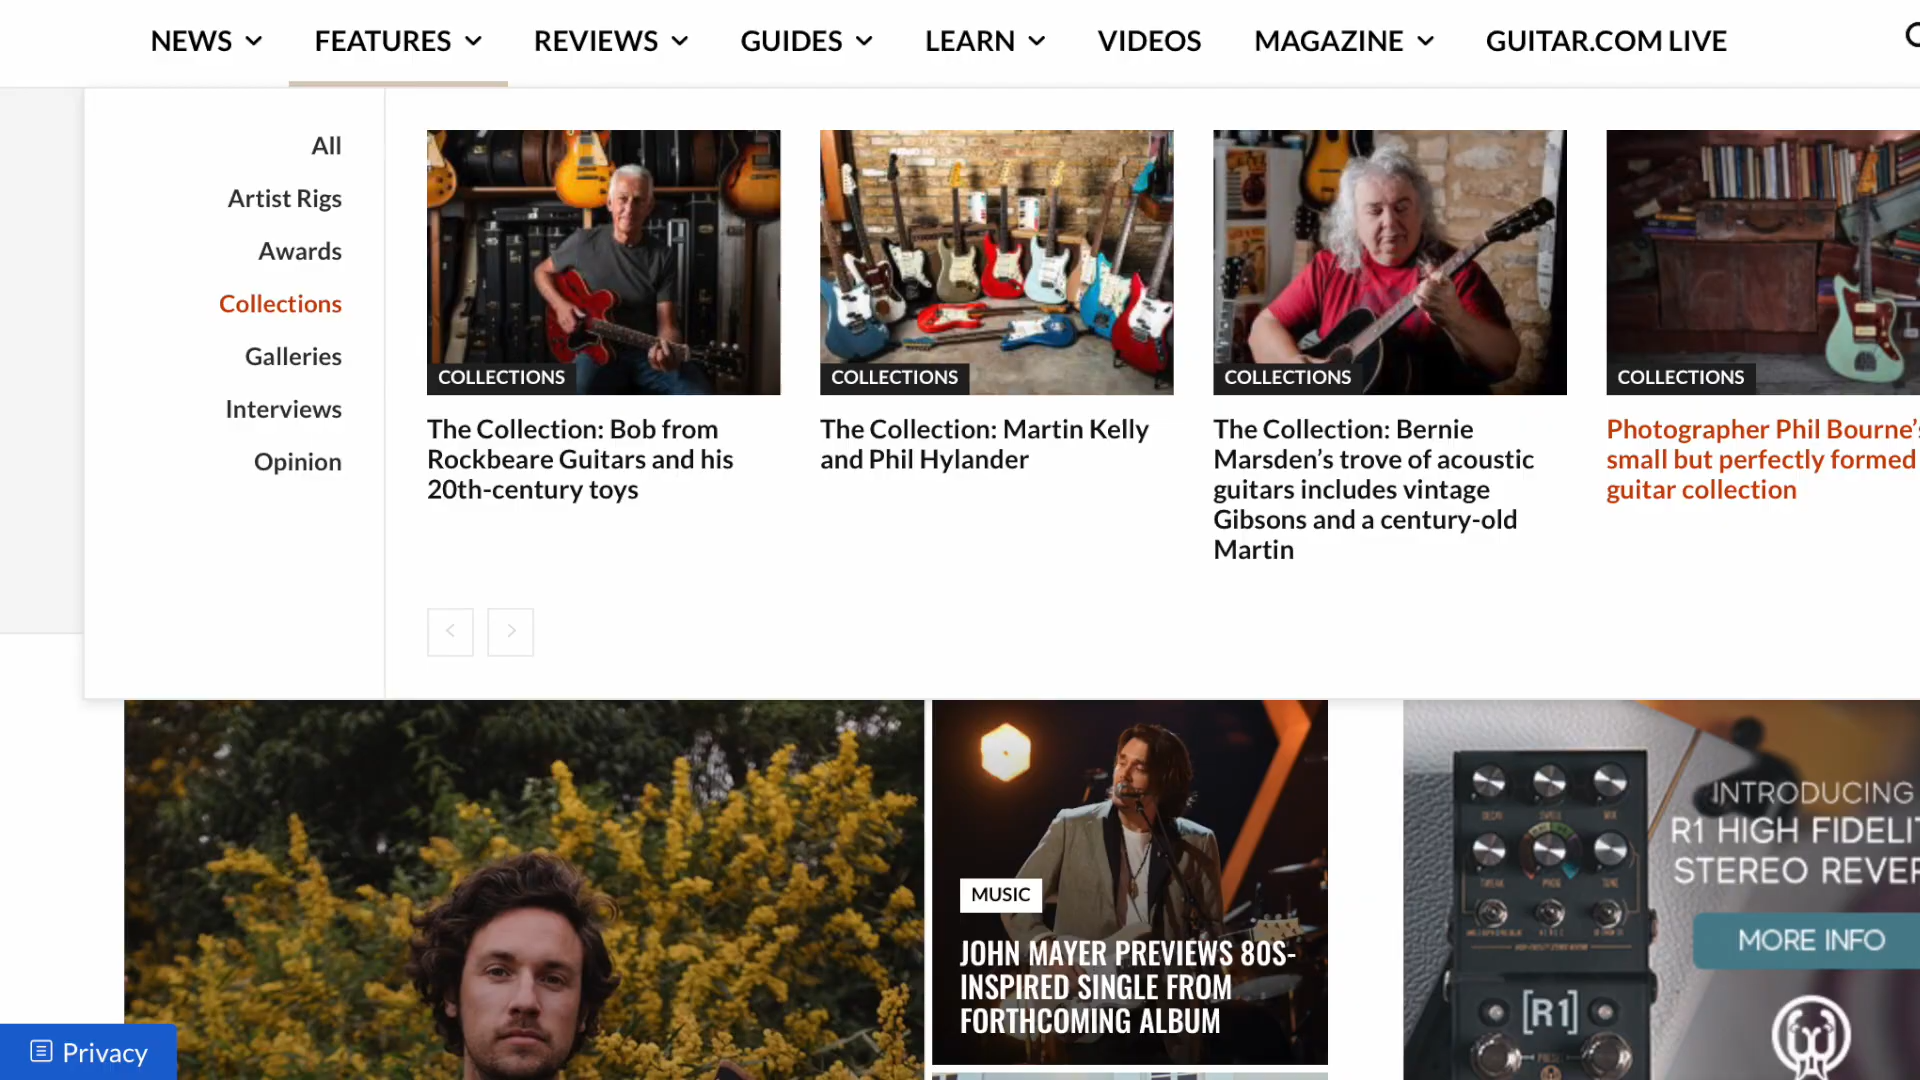 NEWS FEATURES REVIEWS GUIDES LEARN VIDEOS MAGAZINE GUITAR.COM LIVE
All
Artist Rigs
Awards
Collections
Galleries
Interviews
Opinion
COLLECTIONS
The Collection: Bob from
Rockbeare Guitars and his
20th-century toys
COLLECTIONS
The Collection: Martin Kelly
and Phil Hylander
COLLECTIONS
The Collection: Bernie
Marsden’s trove of acoustic
guitars includes vintage
Gibsons and a century-old
Martin
COLLECTIONS
Photographer Phil Bourne’s
small but perfectly formed
guitar collection
MUSIC
JOHN MAYER PREVIEWS 80S-
INSPIRED SINGLE FROM
FORTHCOMING ALBUM
INTRODUCING
R1 HIGH FIDELIT
STEREO REVER
MORE INFO
[R1]
Privacy